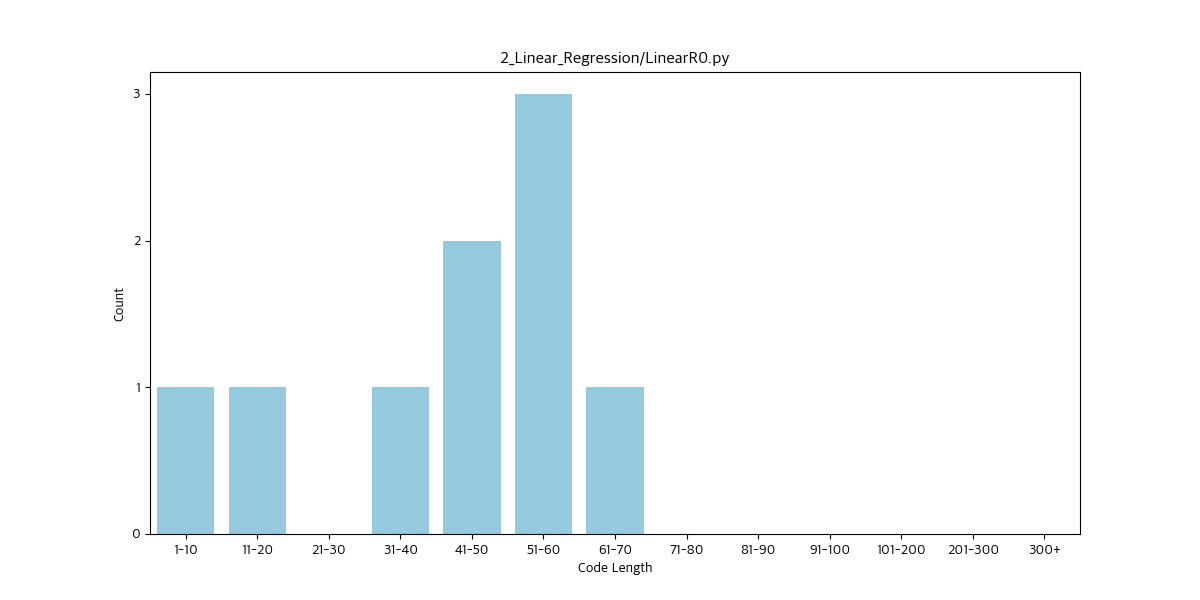 2_Linear_Regression/LinearR0.py
3
2
1
0
Count
1-10 11-20 21-30 31-40 41-50 51-60 61-70 71-80 81-90 91-100 101-200 201-300 300+
Code Length